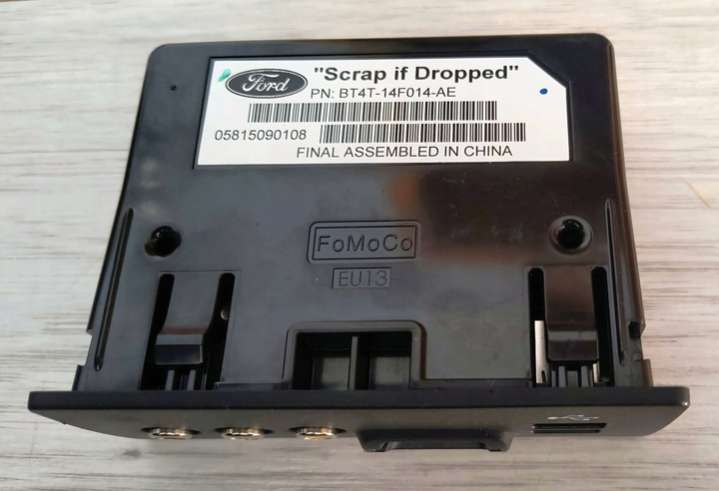 Ford
"Scrap if Dropped"
PN: BT4T-14F014-AE
05815090108
FINAL ASSEMBLED IN CHINA
FoMoCo
EU13